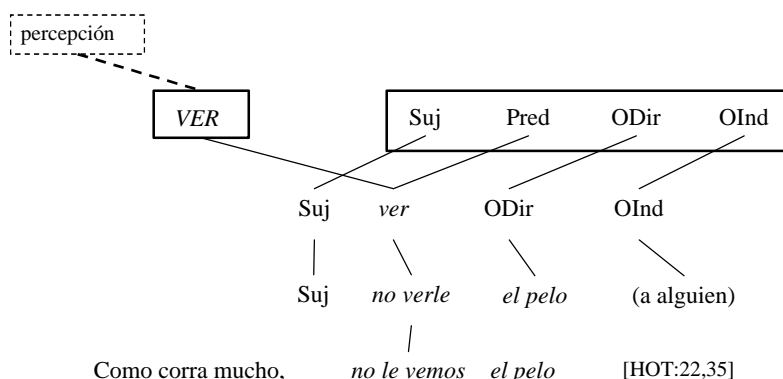 percepción
VER Suj Pred ODir OInd
Suj ver ODir OInd
Suj no verle el pelo (a alguien)
Como corra mucho, no le vemos el pelo [HOT:22,35]